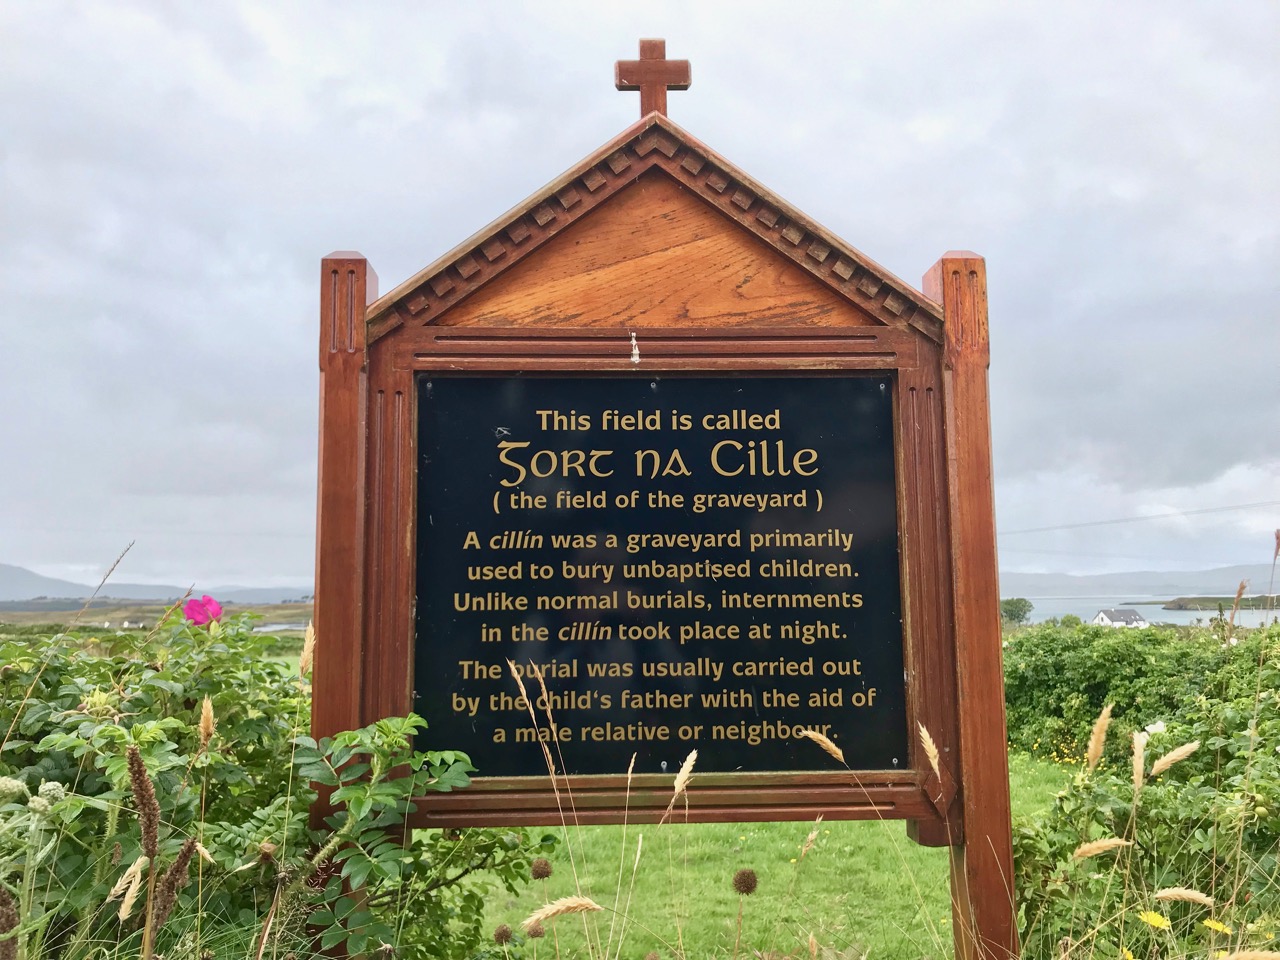 This field is called
Gort na Cille
( the field of the graveyard )
A cillín was a graveyard primarily
used to bury unbaptised children.
Unlike normal burials, internments
in the cillín took place at night.
The burial was usually carried out
by the child's father with the aid of
a male relative or neighbour.